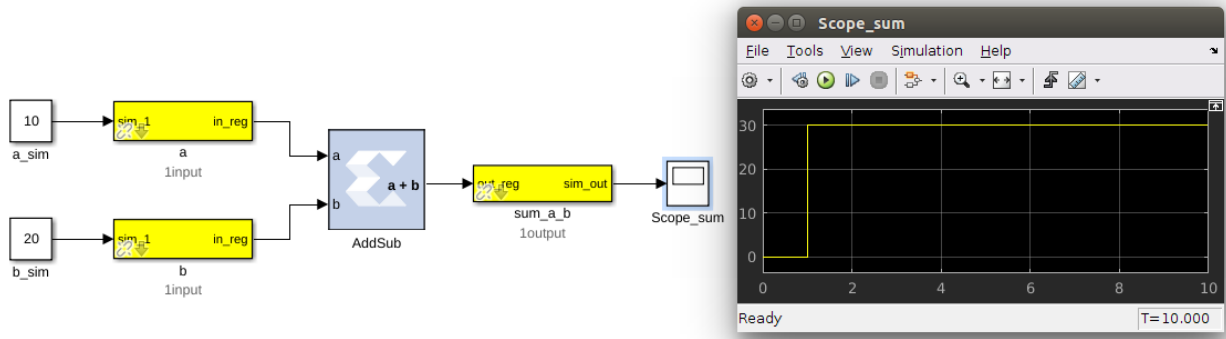 10
a_sim
sim_1
in_reg
a
1input
20
b_sim
sim_1
in_reg
b
1input
a
b
a + b
AddSub
out_reg
sim_out
sum_a_b
1output
Scope_sum
Scope_sum
File Tools View Simulation Help
30
20
10
0
0 2 4 6 8 10
Ready
T=10.000